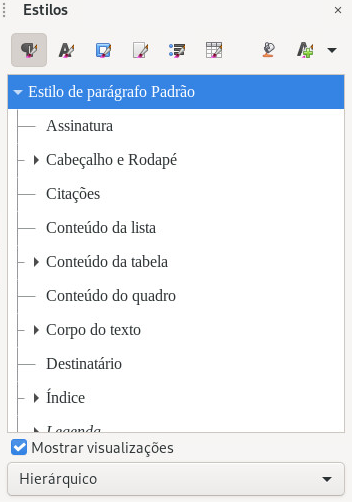 Estilos
Estilo de parágrafo Padrão
Assinatura
Cabeçalho e Rodapé
Citações
Conteúdo da lista
Conteúdo da tabela
Conteúdo do quadro
Corpo do texto
Destinatário
Índice
Legenda
Mostrar visualizações
Hierárquico